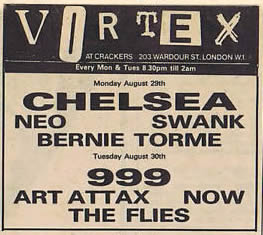 VORTEX
AT CRACKERS 203 WARDOUR ST. LONDON W.1.
Every Mon & Tues 8.30pm till 2am
Monday August 29th
CHELSEA
NEO SWANK
BERNIE TORME
Tuesday August 30th
999
ART ATTAX NOW
THE FLIES